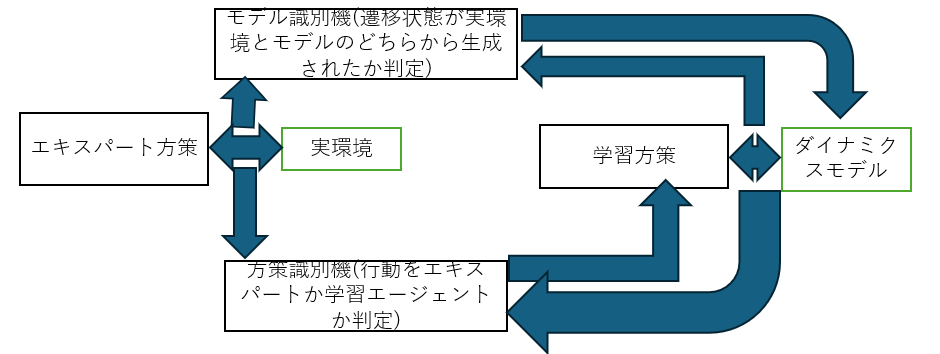 モデル識別機(遷移状態が実環
境とモデルのどちらから生成
されたか判定)
エキスパート方策
実環境
学習方策
ダイナミク
スモデル
方策識別機(行動をエキス
パートか学習エージェント
か判定)